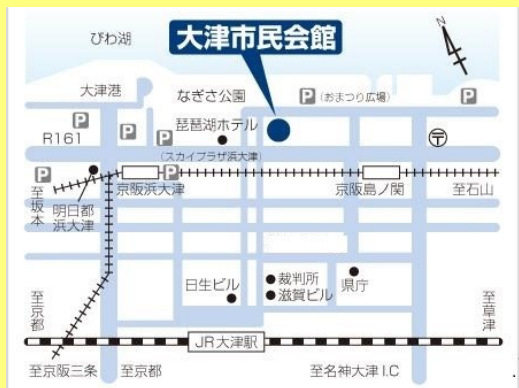 びわ湖
大津市民会館
N
大津港
なぎさ公園
P
(おまつり広場)
P
P
P
P
R161
琵琶湖ホテル
〒
(スカイプラザ浜大津)
P
P
至坂本
明日都
浜大津
京阪浜大津
京阪島ノ関
至石山
日生ビル
裁判所
滋賀ビル
県庁
至京都
至草津
JR大津駅
至京阪三条
至京都
至名神大津I.C